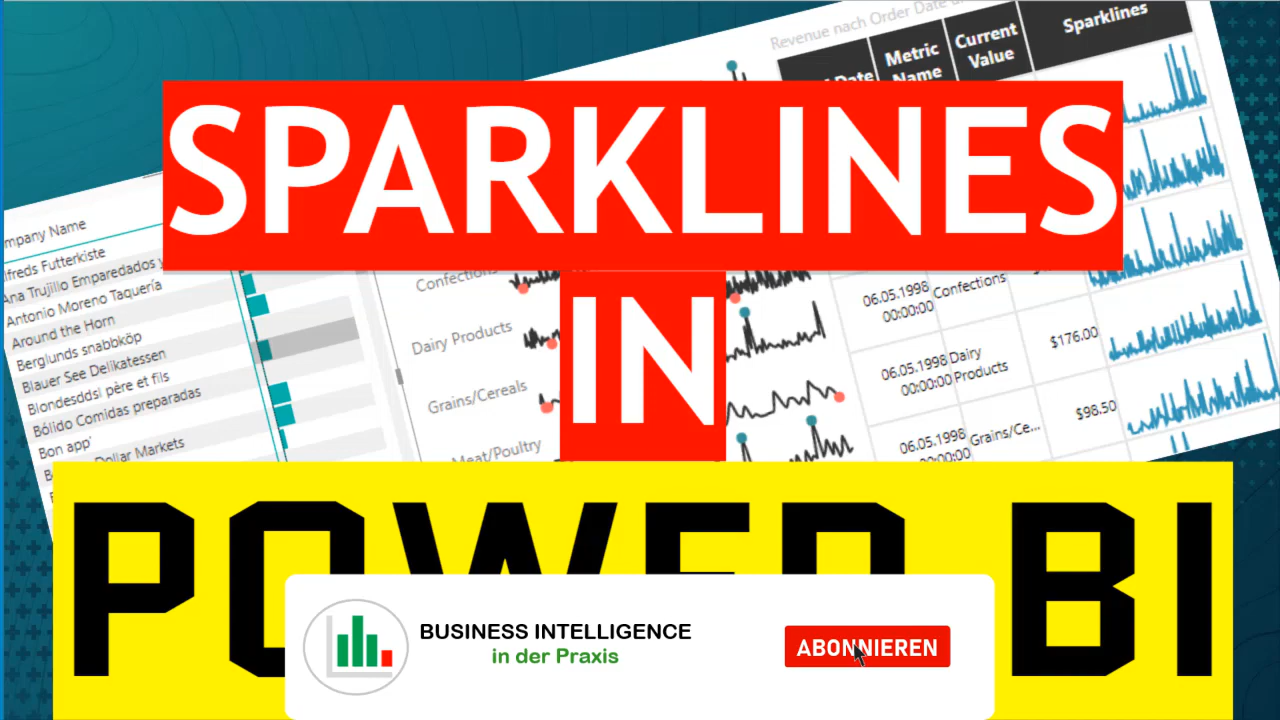 Revenue nach Order Date
Date
Metric
Name
Current
Value
Sparklines
SPARKLINES
IN
POWER BI
mpany Name
lfreds Futterkiste
Ana Trujillo Emparedados y
Antonio Moreno Taquería
Around the Horn
Berglunds snabbköp
Blauer See Delikatessen
Blondesddsl père et fils
Bólido Comidas preparadas
Bon app'
Dollar Markets
Confections
Dairy Products
Grains/Cereals
Meat/Poultry
06.05.1998 Confections
00:00:00
06.05.1998 Dairy $176.00
00:00:00 Products
06.05.1998 Grains/Ce... $98.50
00:00:00
BUSINESS INTELLIGENCE
in der Praxis
ABONNIEREN